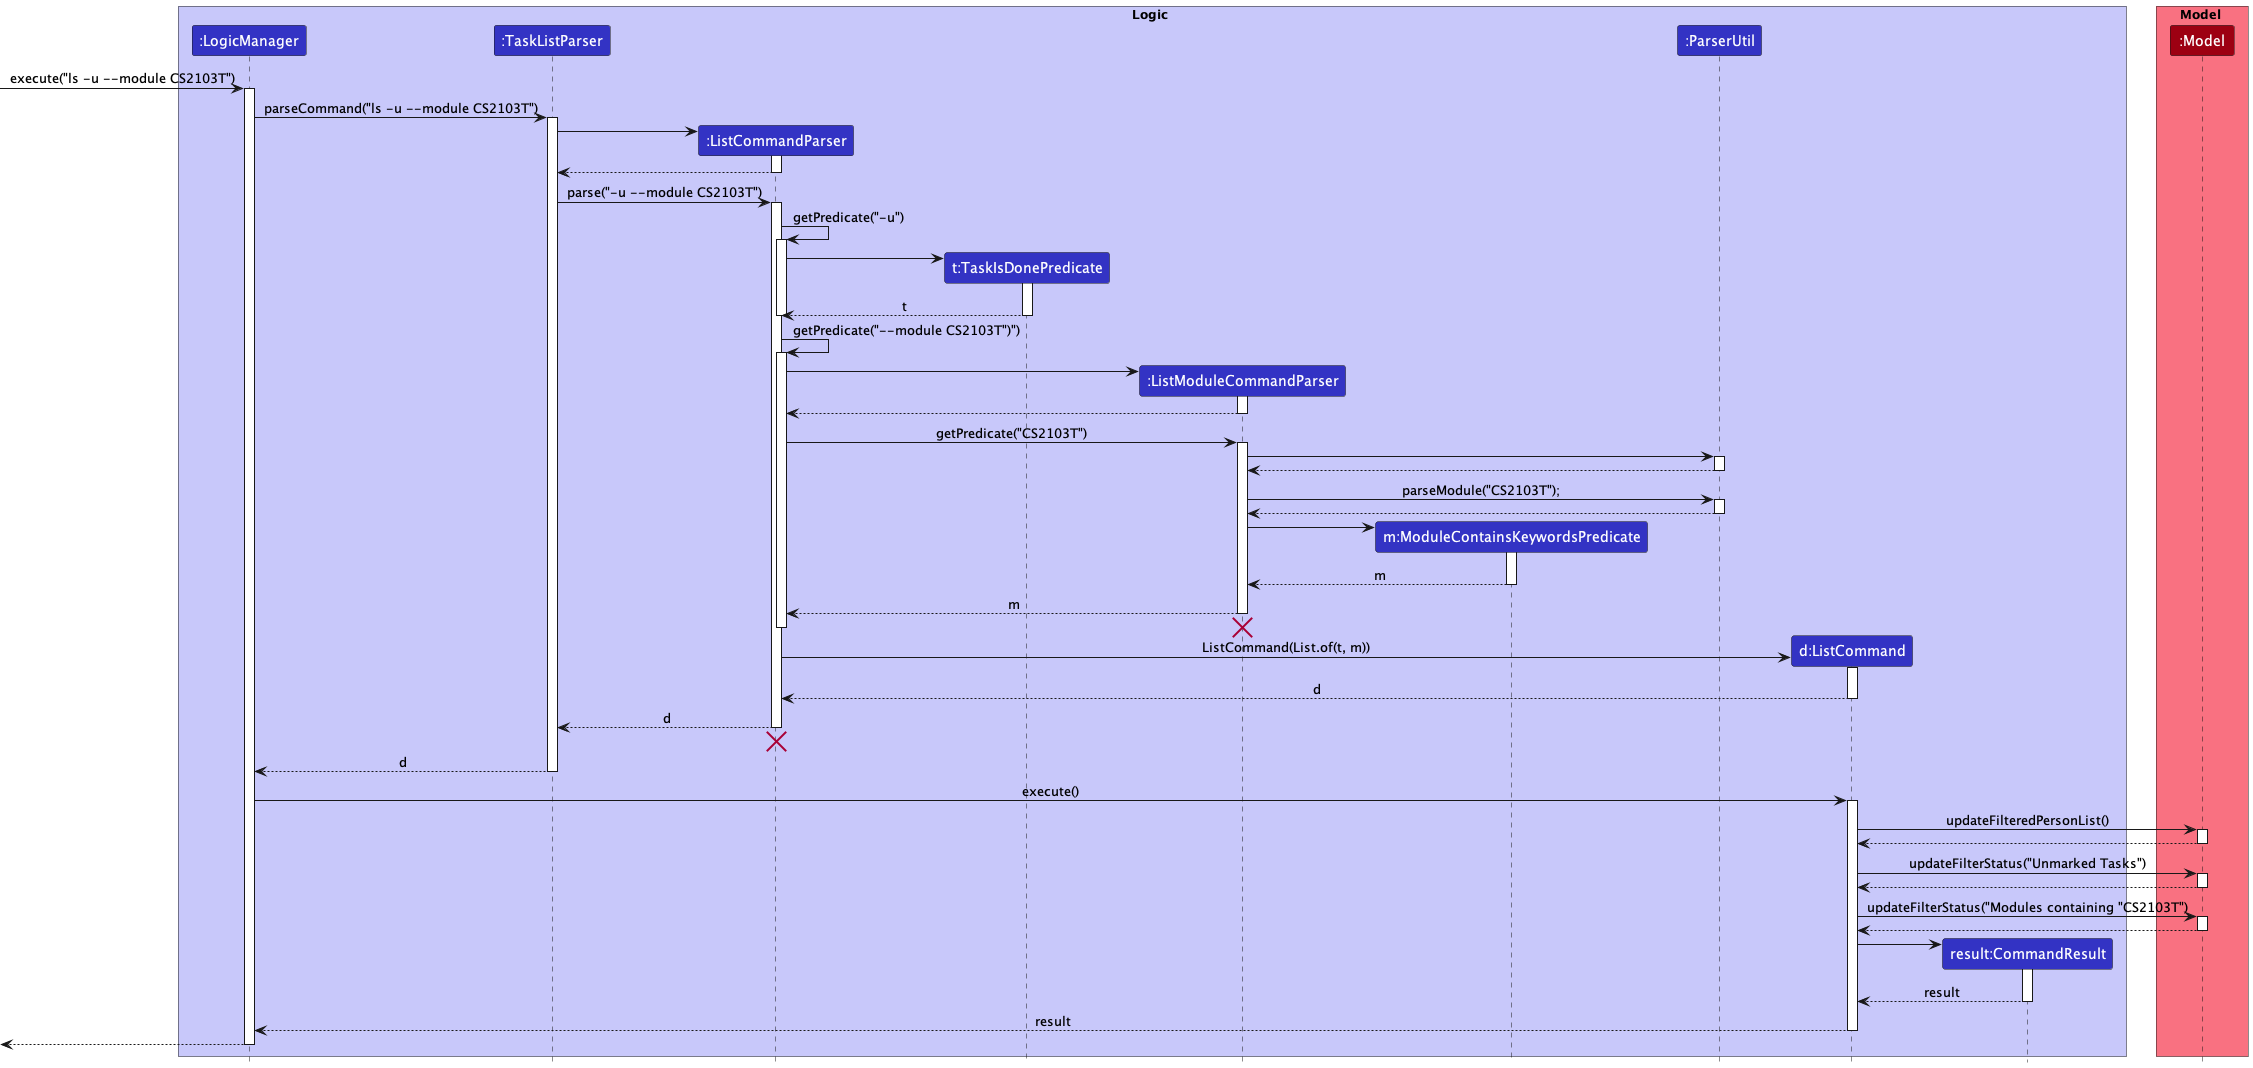 Logic
Model
:LogicManager
:TaskListParser
:ParserUtil
:Model
execute("ls -u --module CS2103T")
parseCommand("ls -u --module CS2103T")
:ListCommandParser
parse("-u --module CS2103T")
getPredicate("-u")
t:TaskIsDonePredicate
t
getPredicate("--module CS2103T")")
:ListModuleCommandParser
getPredicate("CS2103T")
parseModule("CS2103T");
m:ModuleContainsKeywordsPredicate
m
m
ListCommand(List.of(t, m))
d:ListCommand
d
d
d
execute()
updateFilteredPersonList()
updateFilterStatus("Unmarked Tasks")
updateFilterStatus("Modules containing "CS2103T")
result:CommandResult
result
result